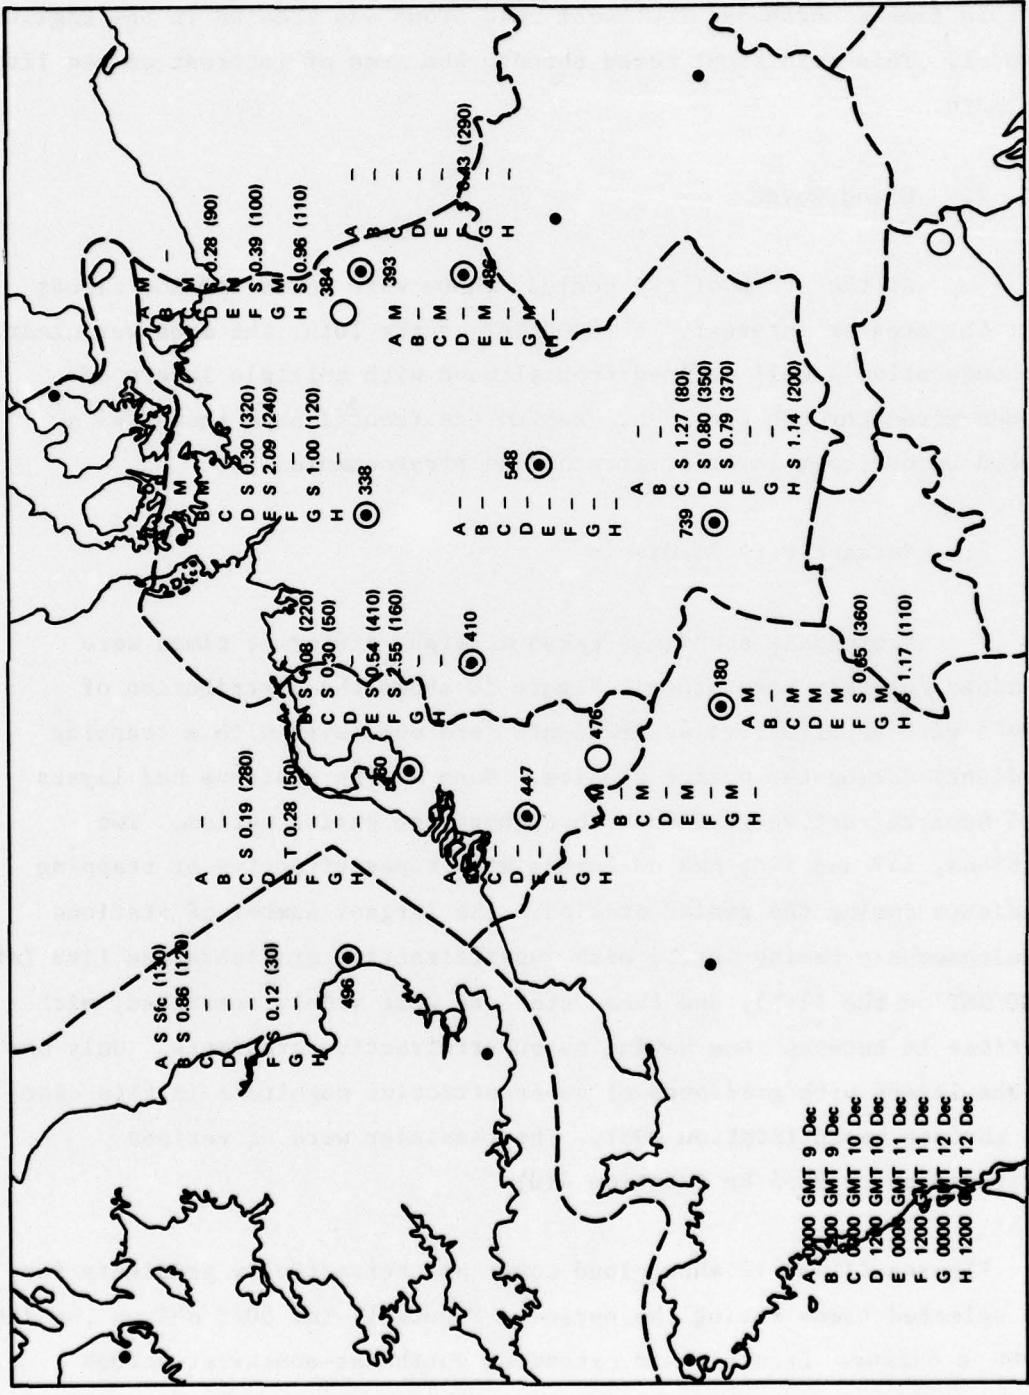 A S Sfc (130)
B S 0.86 (120)
C –
D –
F S 0.12 (30)
G –
H –
496
A –
B –
C S 0.19 (280)
D –
E T 0.28 (50)
F –
G –
H –
260
A –
B S (220)
C S 0.30 (50)
D –
E S 0.54 (410)
F (160)
G –
H –
410
A M
B M
C –
D S 0.30 (320)
E S 2.09 (240)
F –
G S 1.00 (120)
H –
338
A M
B –
C M
D S 0.28 (90)
E M
F S 0.39 (100)
G M
H S 0.96 (110)
384
393
A –
B –
C –
D –
E –
F 0.43 (290)
G –
H –
A M
B –
C M
D –
E M
F –
G M
H –
486
A –
B –
C –
D –
E –
F –
G –
H –
548
A –
B –
C S 1.27 (80)
D S 0.80 (350)
E S 0.79 (370)
F –
G –
H S 1.14 (200)
739
447
A –
C –
D –
E –
F –
G –
H –
476
A M
B –
C M
D –
E M
F –
G M
H –
180
A M
B –
C M
D M
E M
F S 0.65 (360)
G M
H S 1.17 (110)
A 0000 GMT 9 Dec
B 1200 GMT 9 Dec
C 0000 GMT 10 Dec
D 1200 GMT 10 Dec
E 0000 GMT 11 Dec
F 1200 GMT 11 Dec
G 0000 GMT 12 Dec
H 1200 GMT 12 Dec